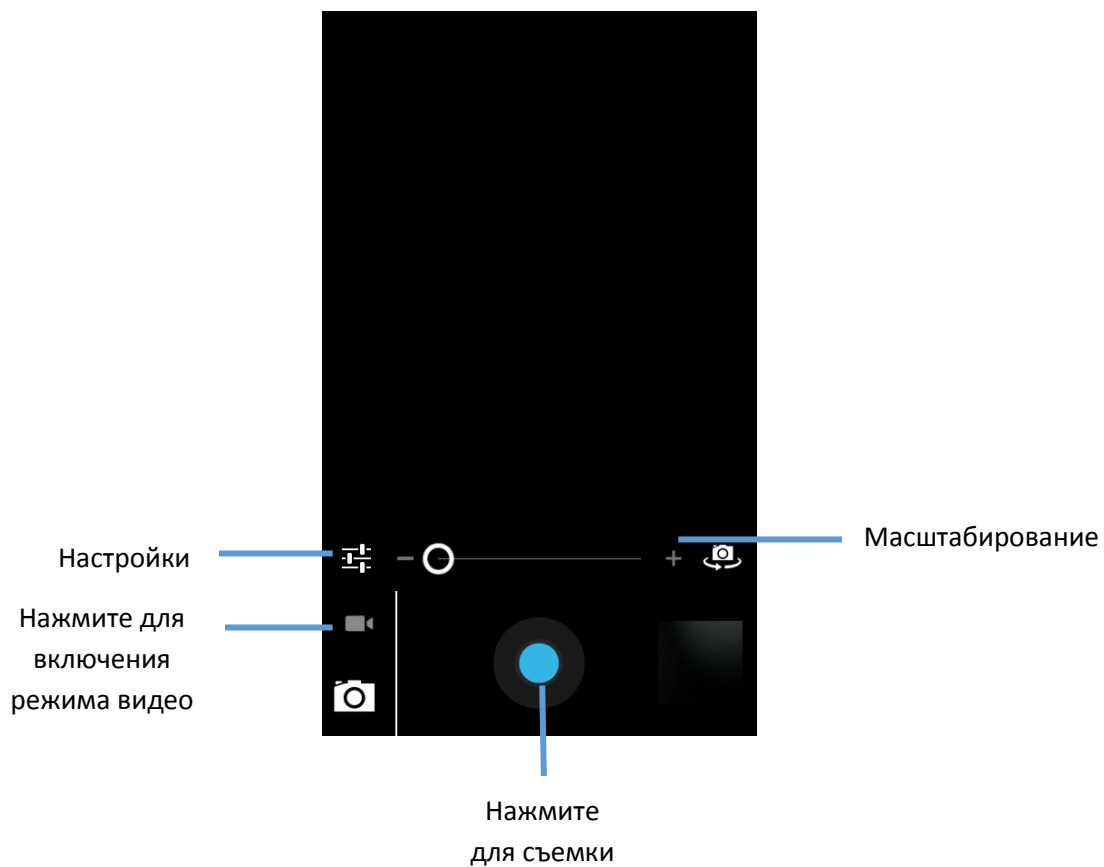 Масштабирование
Настройки
Нажмите для
включения
режима видео
Нажмите
для съемки